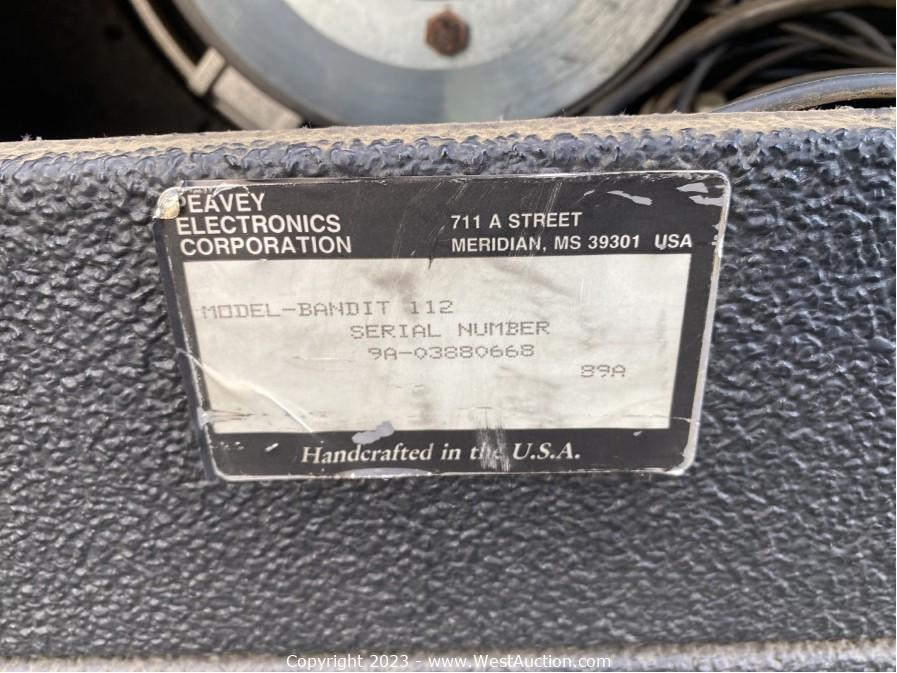 PEAVEY
ELECTRONICS
CORPORATION
711 A STREET
MERIDIAN, MS 39301 USA
MODEL-BANDIT 112
SERIAL NUMBER
9A-03880668
89A
Handcrafted in the U.S.A.
Copyright 2023 - www.WestAuction.com